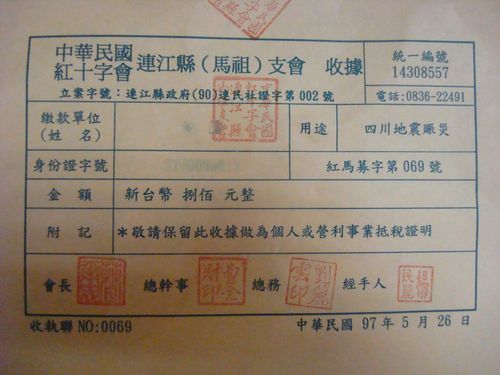 中華民國
紅十字會 連江縣（馬祖）支會 收據
統一編號
14308557
立案字號：連江縣政府(90)連民社證字第 002 號
電話:0836-22491
繳款單位
(姓 名)
用途
四川地震賑災
身份證字號
紅馬募字第 069 號
金 額
新台幣 捌佰 元整
附 記
＊敬請保留此收據做為個人或營利事業抵稅證明
會長
總幹事
總務
經手人
收執聯 NO:0069
中華民國 97 年 5 月 26 日